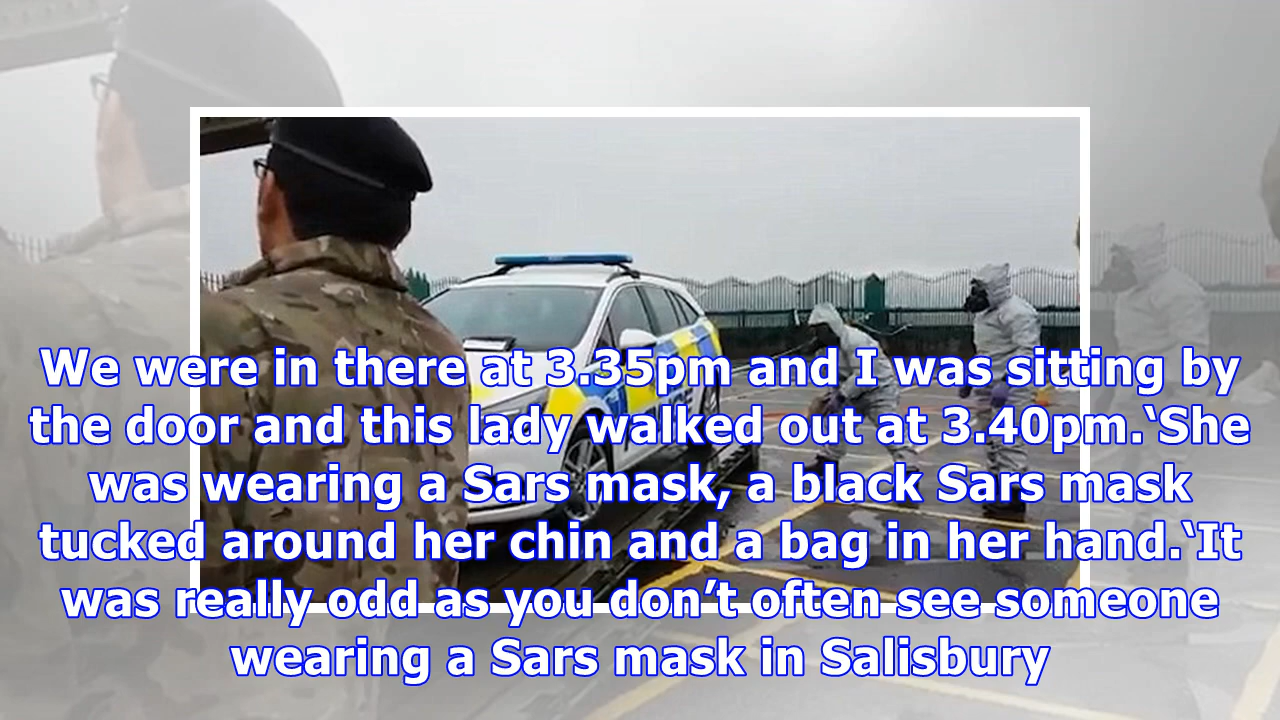 We were in there at 3.35pm and I was sitting by
the door and this lady walked out at 3.40pm.‘She
was wearing a Sars mask, a black Sars mask
tucked around her chin and a bag in her hand.‘It
was really odd as you don’t often see someone
wearing a Sars mask in Salisbury